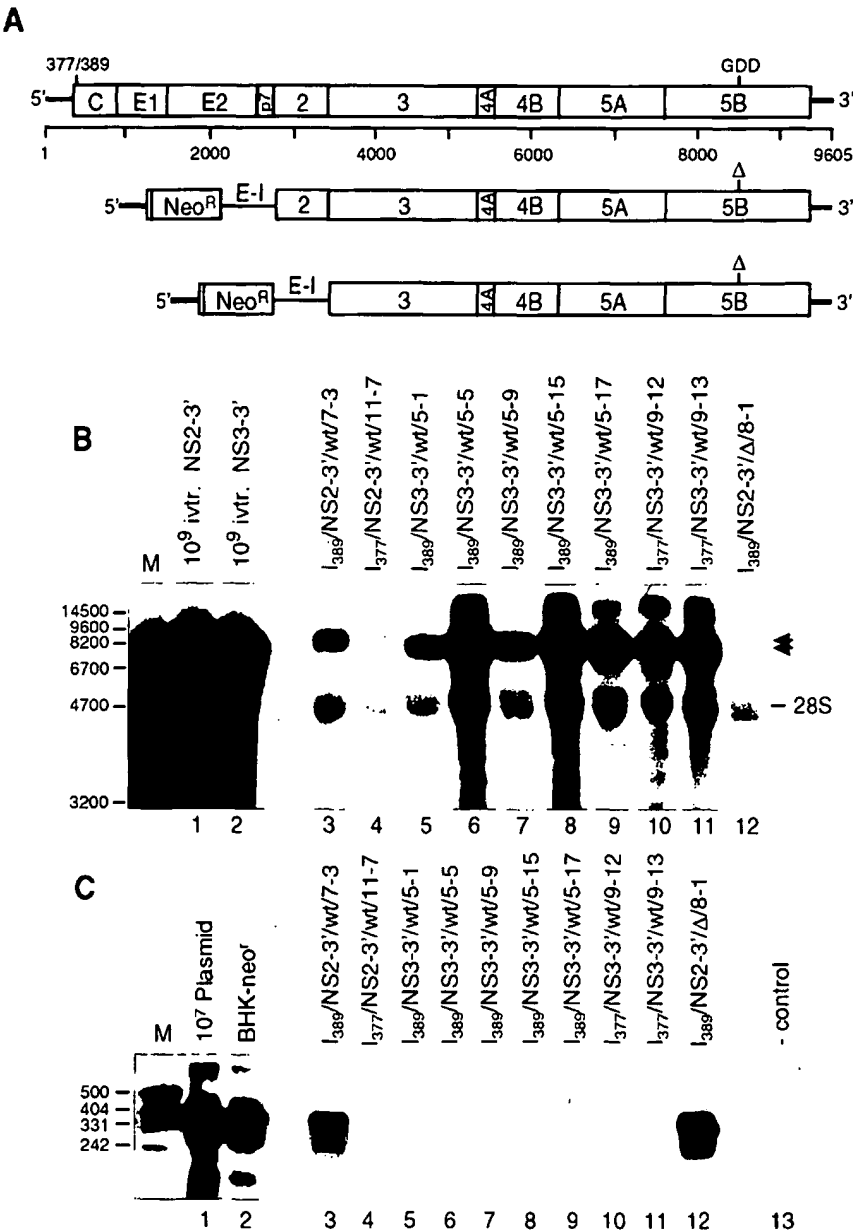 A
377/389
GDD
5' C E1 E2 p7 2 3 4A 4B 5A 5B 3'
1 2000 4000 6000 8000 9605
Δ
5' Neo^R E-I 2 3 4A 4B 5A 5B 3'
Δ
5' Neo^R E-I 3 4A 4B 5A 5B 3'
B
M
10⁹ ivtr. NS2-3'
10⁹ ivtr. NS3-3'
I₃₈₉/NS2-3'/wt/7-3
I₃₇₇/NS2-3'/wt/11-7
I₃₈₉/NS3-3'/wt/5-1
I₃₈₉/NS3-3'/wt/5-5
I₃₈₉/NS3-3'/wt/5-9
I₃₈₉/NS3-3'/wt/5-15
I₃₈₉/NS3-3'/wt/5-17
I₃₇₇/NS3-3'/wt/9-12
I₃₇₇/NS3-3'/wt/9-13
I₃₈₉/NS2-3'/Δ/8-1
14500
9600
8200
6700
4700
3200
28S
1 2 3 4 5 6 7 8 9 10 11 12
C
M
10⁷ Plasmid
BHK-neoʳ
I₃₈₉/NS2-3'/wt/7-3
I₃₇₇/NS2-3'/wt/11-7
I₃₈₉/NS3-3'/wt/5-1
I₃₈₉/NS3-3'/wt/5-5
I₃₈₉/NS3-3'/wt/5-9
I₃₈₉/NS3-3'/wt/5-15
I₃₈₉/NS3-3'/wt/5-17
I₃₇₇/NS3-3'/wt/9-12
I₃₇₇/NS3-3'/wt/9-13
I₃₈₉/NS2-3'/Δ/8-1
- control
500
404
331
242
1 2 3 4 5 6 7 8 9 10 11 12 13